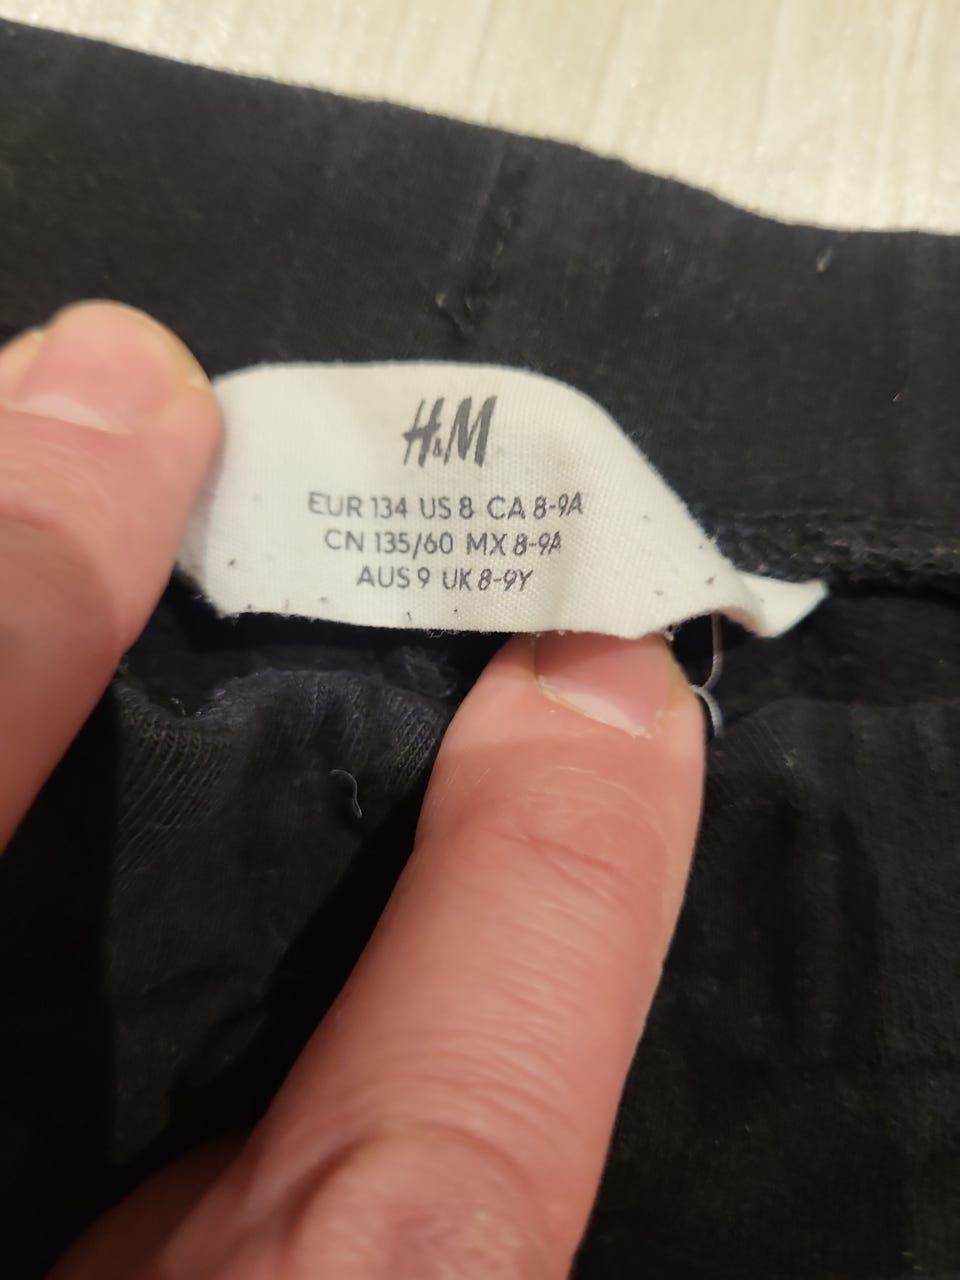 H&M
EUR 134 US 8 CA 8-9A
CN 135/60 MX 8-9A
AUS 9 UK 8-9Y